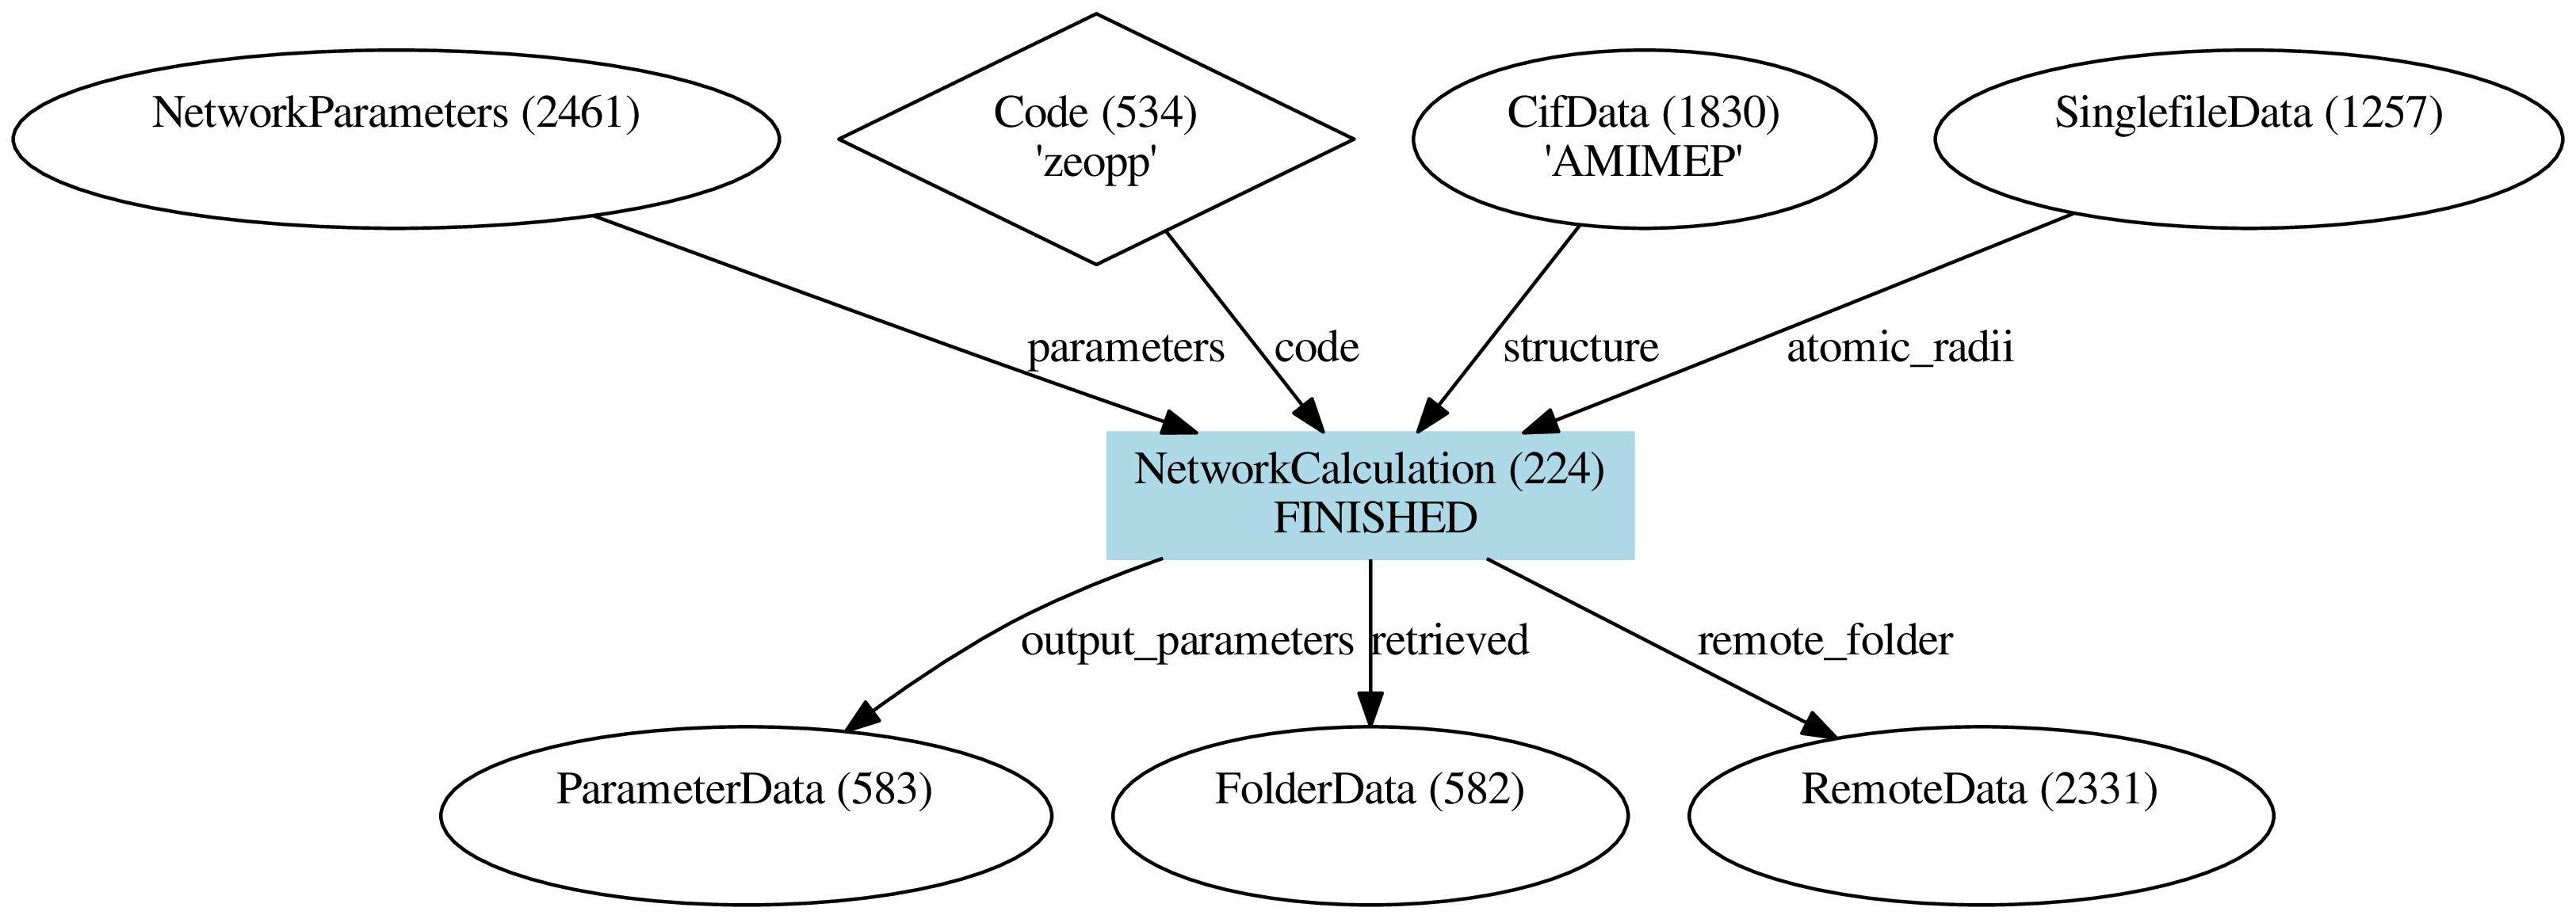 NetworkParameters (2461)
Code (534)
'zeopp'
CifData (1830)
'AMIMEP'
SinglefileData (1257)
parameters
code
structure
atomic_radii
NetworkCalculation (224)
FINISHED
output_parameters
retrieved
remote_folder
ParameterData (583)
FolderData (582)
RemoteData (2331)